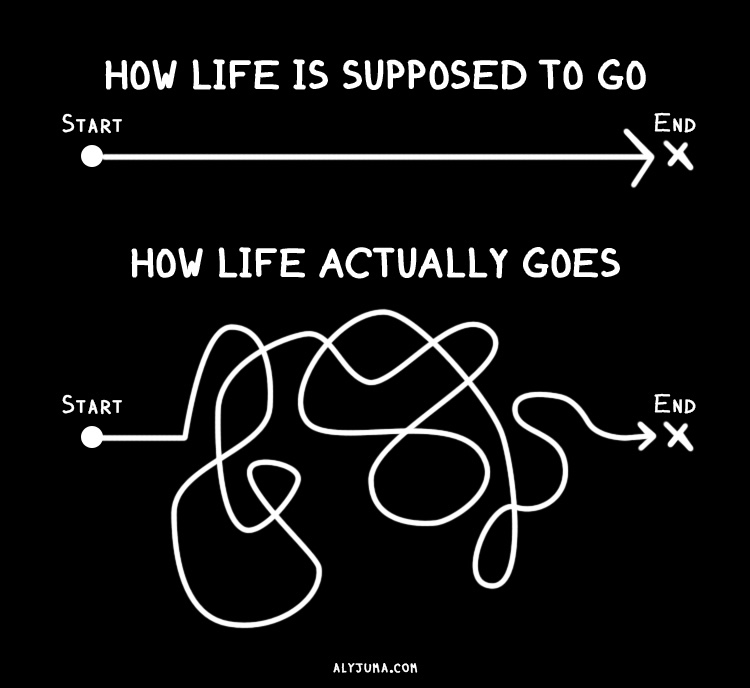 HOW LIFE IS SUPPOSED TO GO
START
END
HOW LIFE ACTUALLY GOES
START
END
ALYJUMA.COM